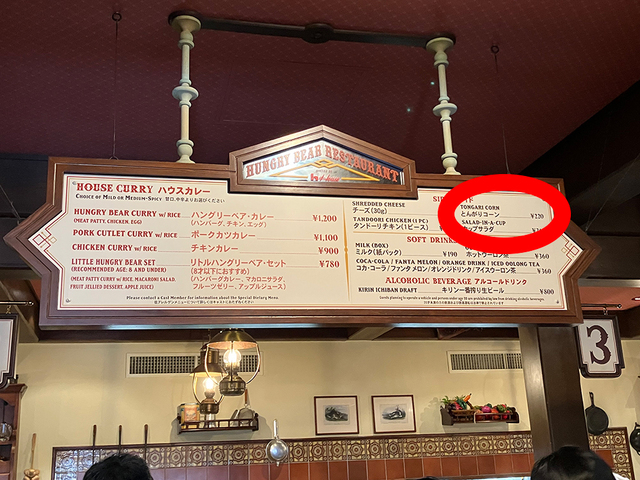 HUNGRY BEAR RESTAURANT
HOUSE CURRY ハウスカレー
CHOICE OF MILD OR MEDIUM-SPICY 甘口、中辛よりお選びください
HUNGRY BEAR CURRY W/ RICE ハングリーベア・カレー ¥1,200
(MEAT PATTY, CHICKEN, EGG) (ハンバーグ、チキン、エッグ)
PORK CUTLET CURRY W/ RICE ポークカツカレー ¥1,100
CHICKEN CURRY W/ RICE チキンカレー ¥900
LITTLE HUNGRY BEAR SET リトルハングリーベア・セット ¥780
(RECOMMENDED AGE: 8 AND UNDER) (8才以下におすすめ)
(MEAT PATTY CURRY W/ RICE, MACARONI SALAD, (ハンバーグカレー、マカロニサラダ、
FRUIT JELLIED DESSERT, APPLE JUICE) フルーツゼリー、アップルジュース)
Please contact a Cast Member for information about the Special Dietary Menu.
SHREDDED CHEESE
チーズ (30g)
TANDOORI CHICKEN (1 PC)
タンドーリチキン(1ピース)
TONGARI CORN
とんがりコーン ¥120
SALAD-IN-A-CUP
カップサラダ
SOFT DRINK
MILK (BOX)
ミルク(紙パック) ¥190 ホットウーロン茶 ¥360
COCA-COLA / FANTA MELON / ORANGE DRINK / ICED OOLONG TEA
コカ・コーラ / ファンタ メロン / オレンジドリンク / アイスウーロン茶 ¥360
ALCOHOLIC BEVERAGE アルコールドリンク
KIRIN ICHIBAN DRAFT キリン一番搾り生ビール ¥800
3